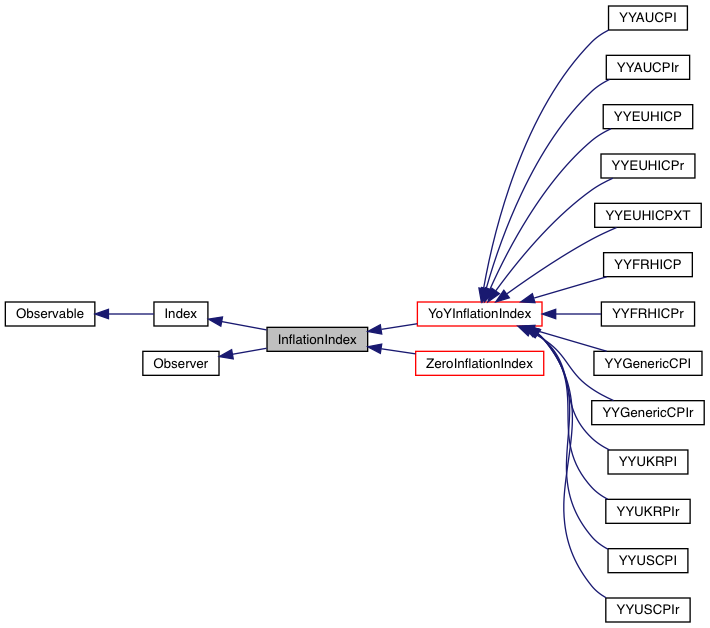 YYAUCPI
YYAUCPIr
YYEUHICP
YYEUHICPr
YYEUHICPXT
YYFRHICP
Observable
Index
YoYInflationIndex
YYFRHICPr
InflationIndex
Observer
ZeroInflationIndex
YYGenericCPI
YYGenericCPIr
YYUKRPI
YYUKRPIr
YYUSCPI
YYUSCPIr